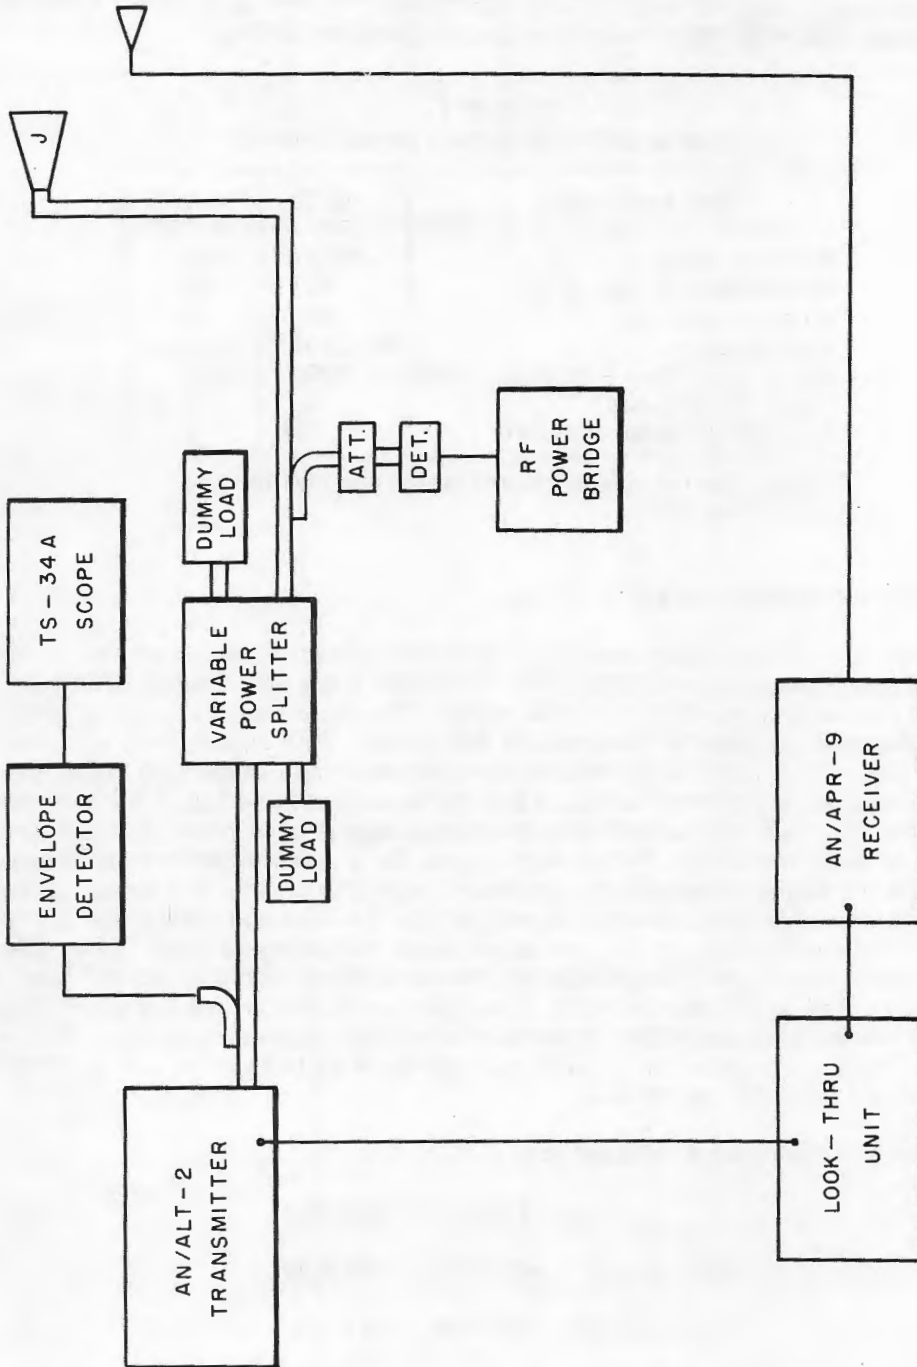 AN/ALT-2
TRANSMITTER
ENVELOPE
DETECTOR
TS-34A
SCOPE
DUMMY
LOAD
VARIABLE
POWER
SPLITTER
DUMMY
LOAD
J
ATT.
DET.
RF
POWER
BRIDGE
LOOK-THRU
UNIT
AN/APR-9
RECEIVER